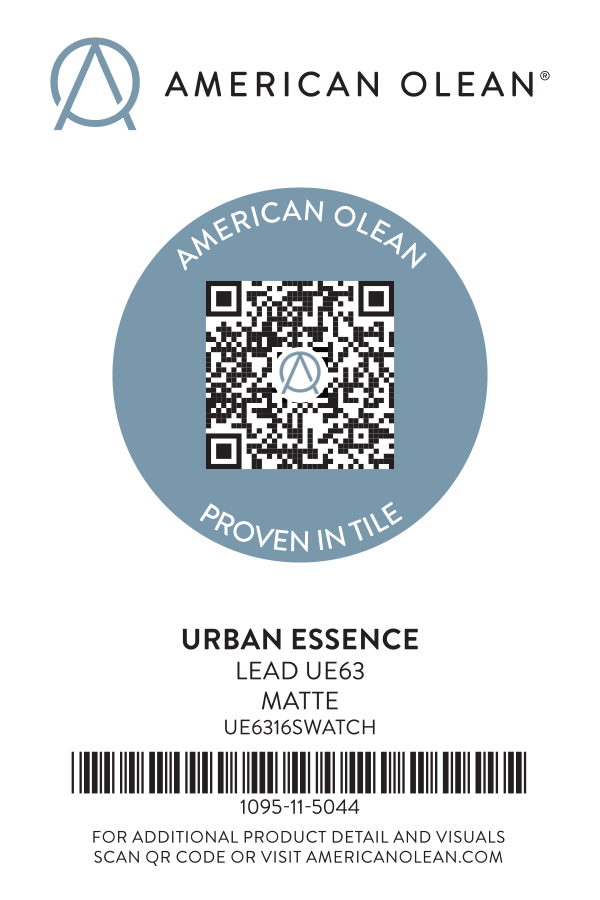 AMERICAN OLEAN®
AMERICAN OLEAN
PROVEN IN TILE
URBAN ESSENCE
LEAD UE63
MATTE
UE6316SWATCH
1095-11-5044
FOR ADDITIONAL PRODUCT DETAIL AND VISUALS
SCAN QR CODE OR VISIT AMERICANOLEAN.COM